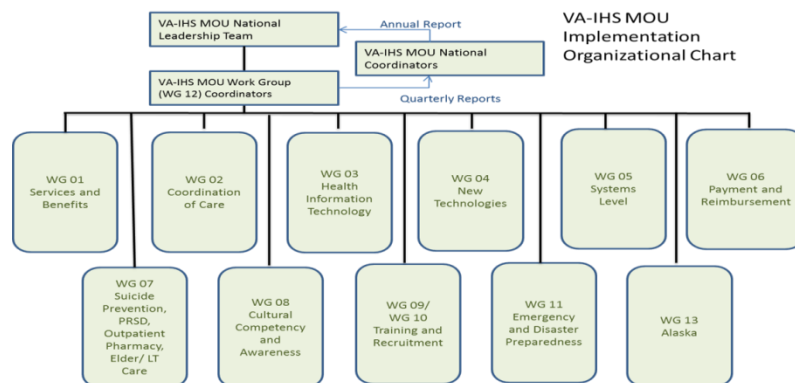 VA-IHS MOU National
Leadership Team
Annual Report
VA-IHS MOU National
Coordinators
VA-IHS MOU
Implementation
Organizational Chart
VA-IHS MOU Work Group
(WG 12) Coordinators
Quarterly Reports
WG 01
Services and
Benefits
WG 02
Coordination
of Care
WG 03
Health
Information
Technology
WG 04
New
Technologies
WG 05
Systems
Level
WG 06
Payment and
Reimbursement
WG 07
Suicide
Prevention,
PRSD,
Outpatient
Pharmacy,
Elder/ LT
Care
WG 08
Cultural
Competency
and
Awareness
WG 09/
WG 10
Training and
Recruitment
WG 11
Emergency
and Disaster
Preparedness
WG 13
Alaska